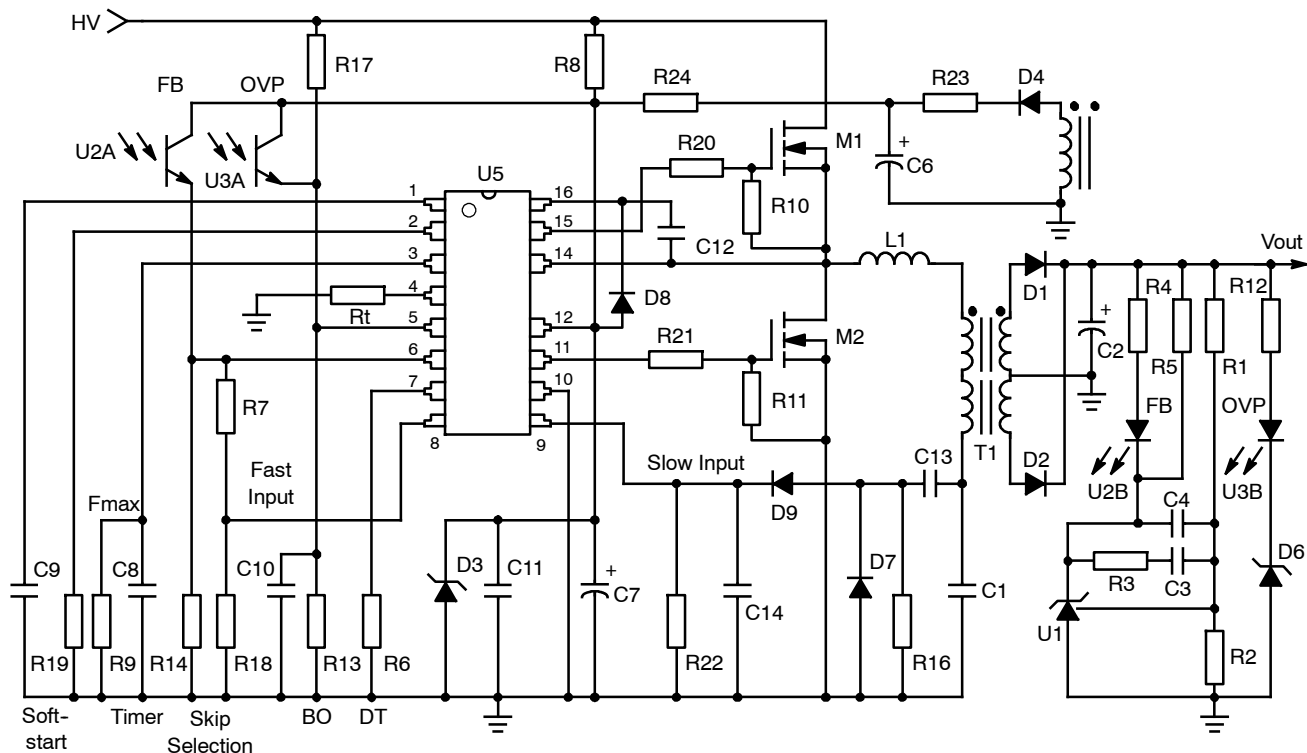 HV
R17
R8
FB
OVP
R24
R23
D4
U2A
U3A
U5
R20
M1
C6
R10
1
2
3
4
5
6
7
8
16
15
14
12
11
10
9
C12
L1
Vout
Rt
D8
R21
M2
D1
C2
R4
R5
R1
R12
R7
R11
T1
D2
FB
OVP
U2B
U3B
Fast
Input
Slow Input
C13
D9
Fmax
C9
C8
C10
D3
C11
C7
C14
D7
C1
C4
R3
C3
D6
U1
R2
R19
R9
R14
R18
R13
R6
R22
R16
Soft-
start
Timer
Skip
Selection
BO
DT
+
+
+